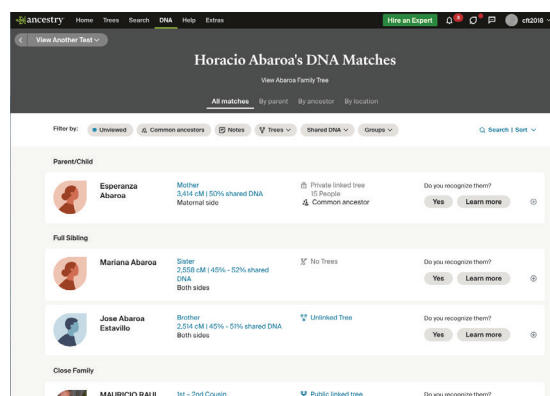 ancestry Home Trees Search DNA Help Extras Hire an Expert 3 cft2018
View Another Test
Horacio Abaroa's DNA Matches
View Abaroa Family Tree
All matches By parent By ancestor By location
Filter by: Unviewed Common ancestors Notes Trees Shared DNA Groups Search | Sort
Parent/Child
Esperanza Abaroa
Mother
3,414 cM | 50% shared DNA
Maternal side
Private linked tree
15 People
Common ancestor
Do you recognize them?
Yes Learn more
Full Sibling
Mariana Abaroa
Sister
2,558 cM | 45% - 52% shared
DNA
Both sides
No Trees
Do you recognize them?
Yes Learn more
Jose Abaroa
Estavillo
Brother
2,514 cM | 45% - 51% shared DNA
Both sides
Unlinked Tree
Do you recognize them?
Yes Learn more
Close Family
MAURICIO RAUL
1st – 2nd Cousin
Public linked tree
Do you recognize them?